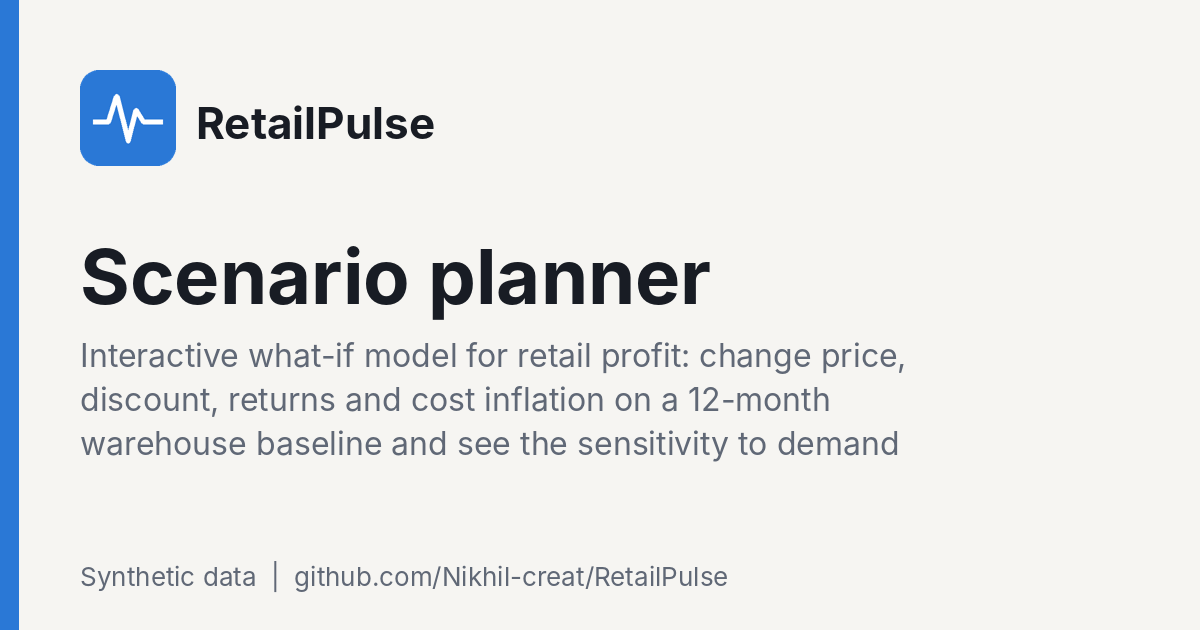 RetailPulse
Scenario planner
Interactive what-if model for retail profit: change price,
discount, returns and cost inflation on a 12-month
warehouse baseline and see the sensitivity to demand
Synthetic data | github.com/Nikhil-creat/RetailPulse